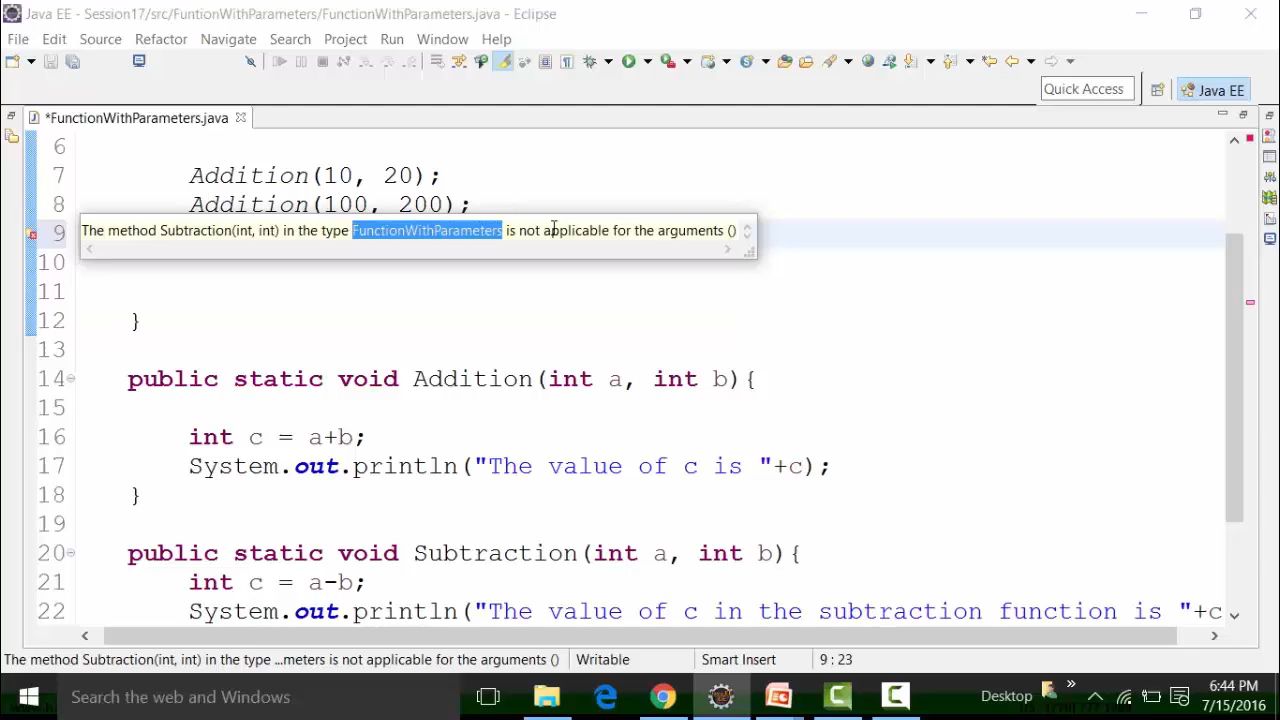 Java EE - Session17/src/FuntionWithParameters/FunctionWithParameters.java - Eclipse
File Edit Source Refactor Navigate Search Project Run Window Help
Quick Access Java EE
*FunctionWithParameters.java
6
7 Addition(10, 20);
8 Addition(100, 200);
The method Subtraction(int, int) in the type FunctionWithParameters is not applicable for the arguments ()
9
10
11
12 }
13
14 public static void Addition(int a, int b){
15
16 int c = a+b;
17 System.out.println("The value of c is "+c);
18 }
19
20 public static void Subtraction(int a, int b){
21 int c = a-b;
22 System.out.println("The value of c in the subtraction function is "+c
The method Subtraction(int, int) in the type ...meters is not applicable for the arguments () Writable Smart Insert 9 : 23
Search the web and Windows Desktop 6:44 PM
7/15/2016